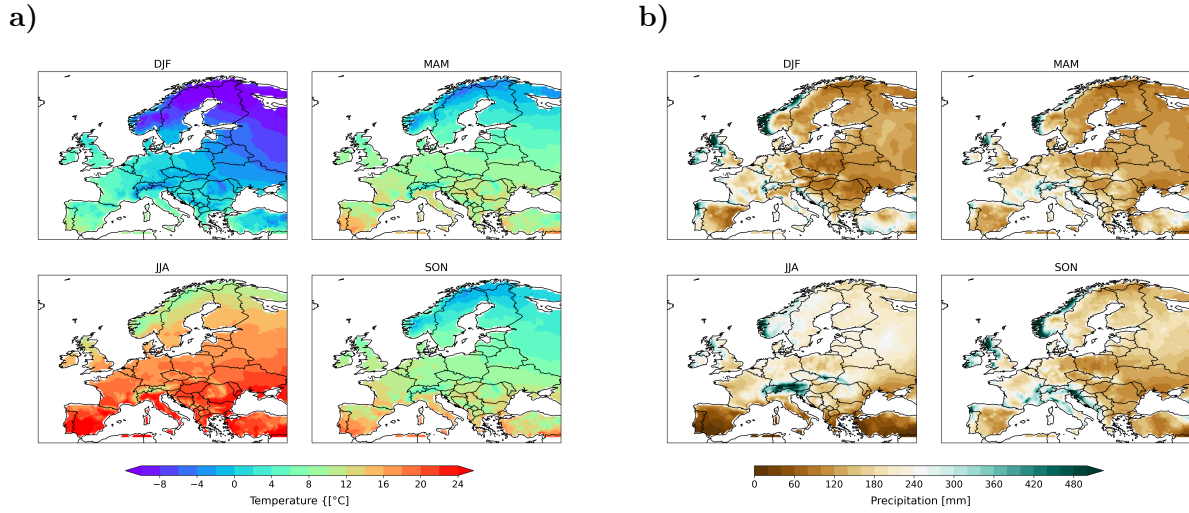 a)
b)
DJF
MAM
DJF
MAM
JJA
SON
JJA
SON
−8 −4 0 4 8 12 16 20 24
0 60 120 180 240 300 360 420 480
Temperature {[°C]
Precipitation [mm]